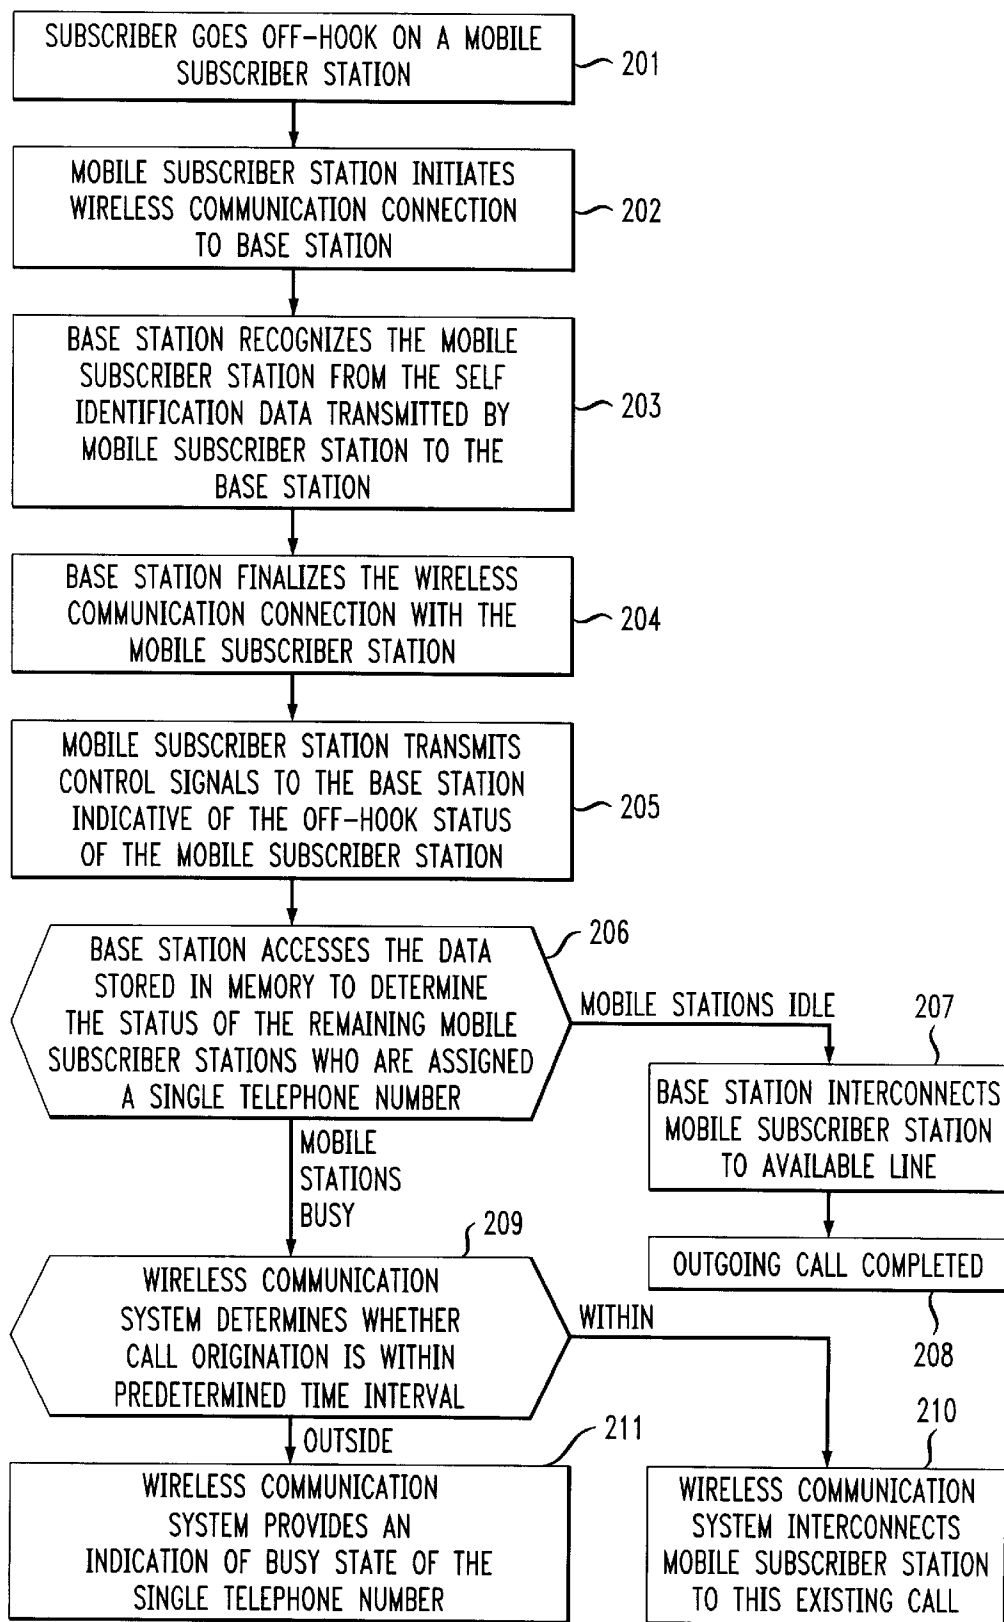 SUBSCRIBER GOES OFF-HOOK ON A MOBILE
SUBSCRIBER STATION
201
MOBILE SUBSCRIBER STATION INITIATES
WIRELESS COMMUNICATION CONNECTION
TO BASE STATION
202
BASE STATION RECOGNIZES THE MOBILE
SUBSCRIBER STATION FROM THE SELF
IDENTIFICATION DATA TRANSMITTED BY
MOBILE SUBSCRIBER STATION TO THE
BASE STATION
203
BASE STATION FINALIZES THE WIRELESS
COMMUNICATION CONNECTION WITH THE
MOBILE SUBSCRIBER STATION
204
MOBILE SUBSCRIBER STATION TRANSMITS
CONTROL SIGNALS TO THE BASE STATION
INDICATIVE OF THE OFF-HOOK STATUS
OF THE MOBILE SUBSCRIBER STATION
205
BASE STATION ACCESSES THE DATA
STORED IN MEMORY TO DETERMINE
THE STATUS OF THE REMAINING MOBILE
SUBSCRIBER STATIONS WHO ARE ASSIGNED
A SINGLE TELEPHONE NUMBER
206
MOBILE STATIONS IDLE
207
BASE STATION INTERCONNECTS
MOBILE SUBSCRIBER STATION
TO AVAILABLE LINE
OUTGOING CALL COMPLETED
208
MOBILE
STATIONS
BUSY
209
WIRELESS COMMUNICATION
SYSTEM DETERMINES WHETHER
CALL ORIGINATION IS WITHIN
PREDETERMINED TIME INTERVAL
WITHIN
210
WIRELESS COMMUNICATION
SYSTEM INTERCONNECTS
MOBILE SUBSCRIBER STATION
TO THIS EXISTING CALL
OUTSIDE
211
WIRELESS COMMUNICATION
SYSTEM PROVIDES AN
INDICATION OF BUSY STATE OF THE
SINGLE TELEPHONE NUMBER